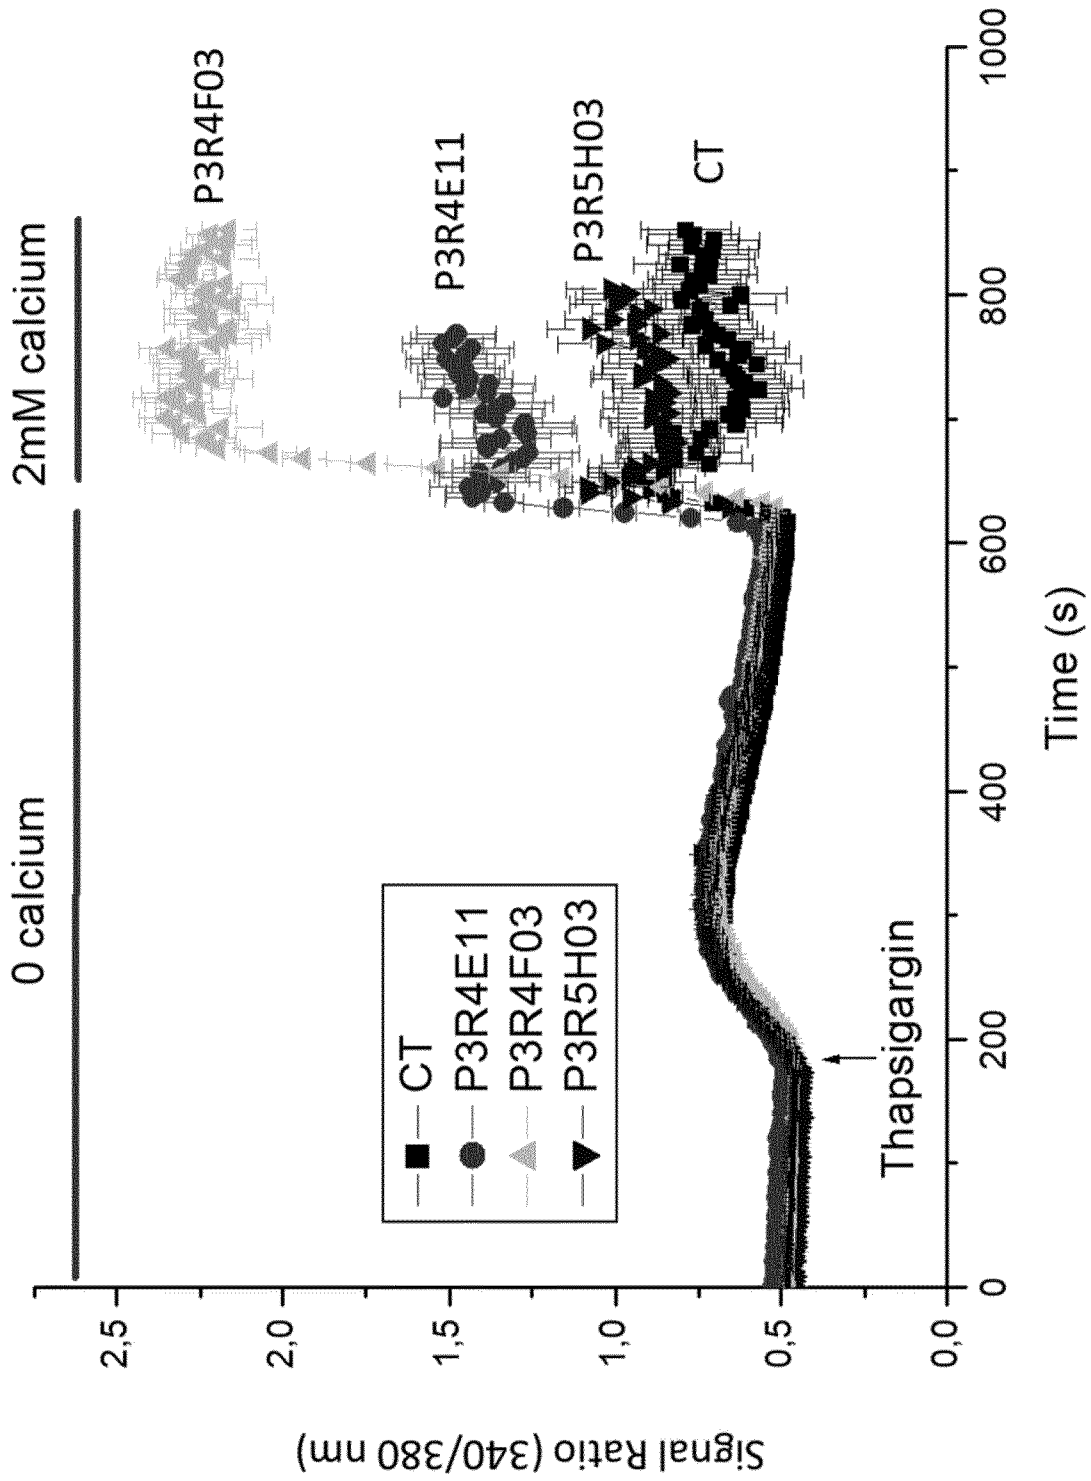 0 calcium
2mM calcium
P3R4F03
P3R4E11
P3R5H03
CT
CT
P3R4E11
P3R4F03
P3R5H03
Thapsigargin
Signal Ratio (340/380 nm)
2,5
2,0
1,5
1,0
0,5
0,0
0
200
400
600
800
1000
Time (s)